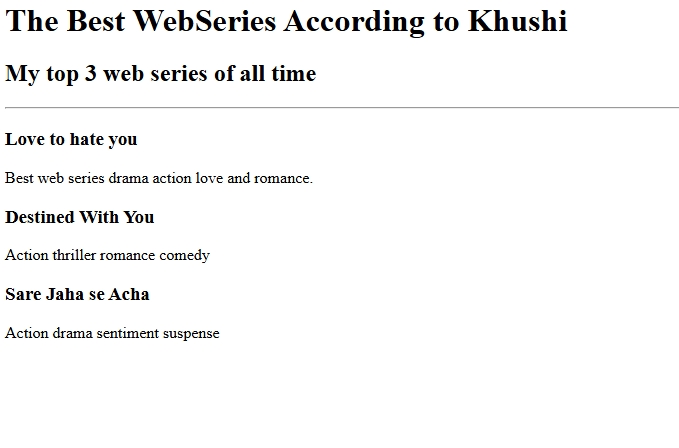 The Best WebSeries According to Khushi
My top 3 web series of all time
Love to hate you
Best web series drama action love and romance.
Destined With You
Action thriller romance comedy
Sare Jaha se Acha
Action drama sentiment suspense